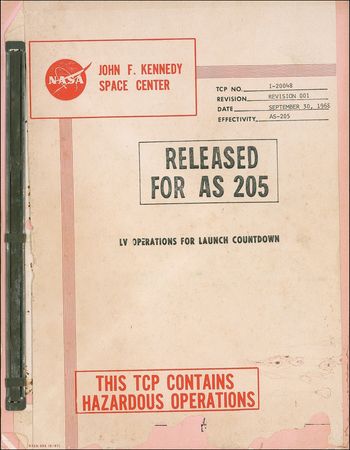 NASA
JOHN F. KENNEDY
SPACE CENTER
TCP NO. 1-20048
REVISION REVISION 001
DATE SEPTEMBER 30, 1968
EFFECTIVITY AS-205
RELEASED
FOR AS 205
LV OPERATIONS FOR LAUNCH COUNTDOWN
THIS TCP CONTAINS
HAZARDOUS OPERATIONS